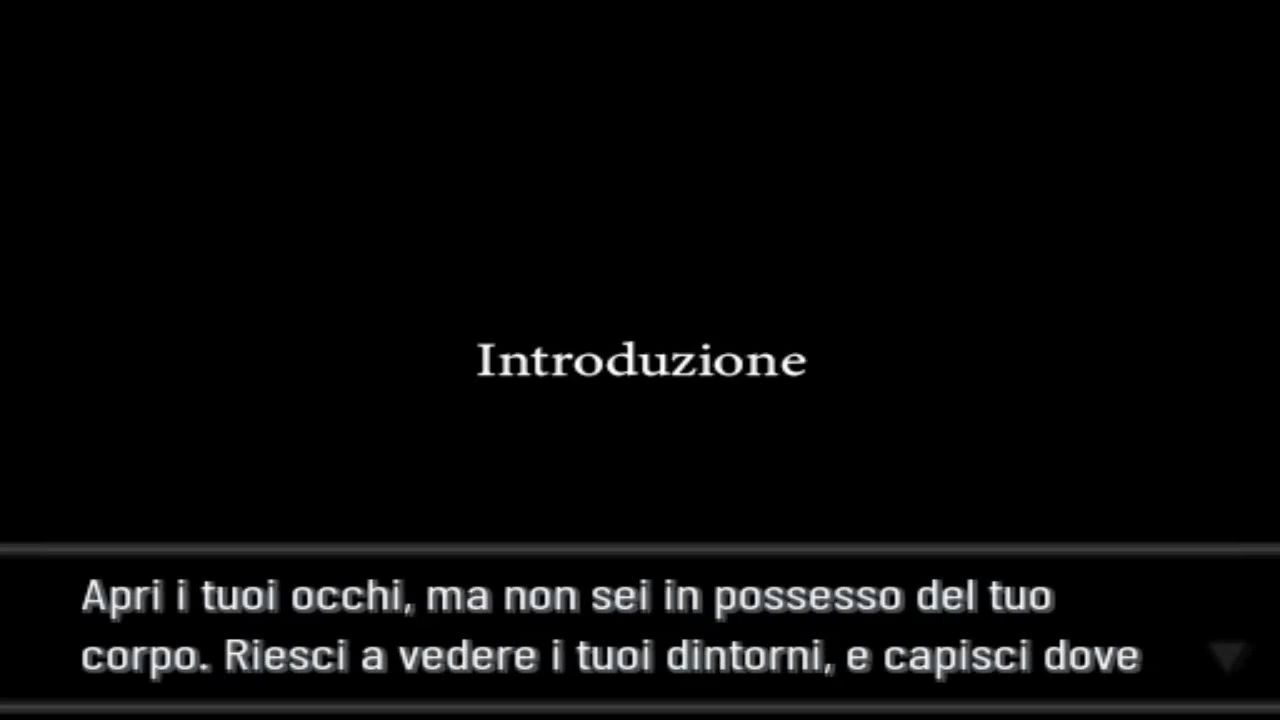 Introduzione
Apri i tuoi occhi, ma non sei in possesso del tuo
corpo. Riesci a vedere i tuoi dintorni, e capisci dove